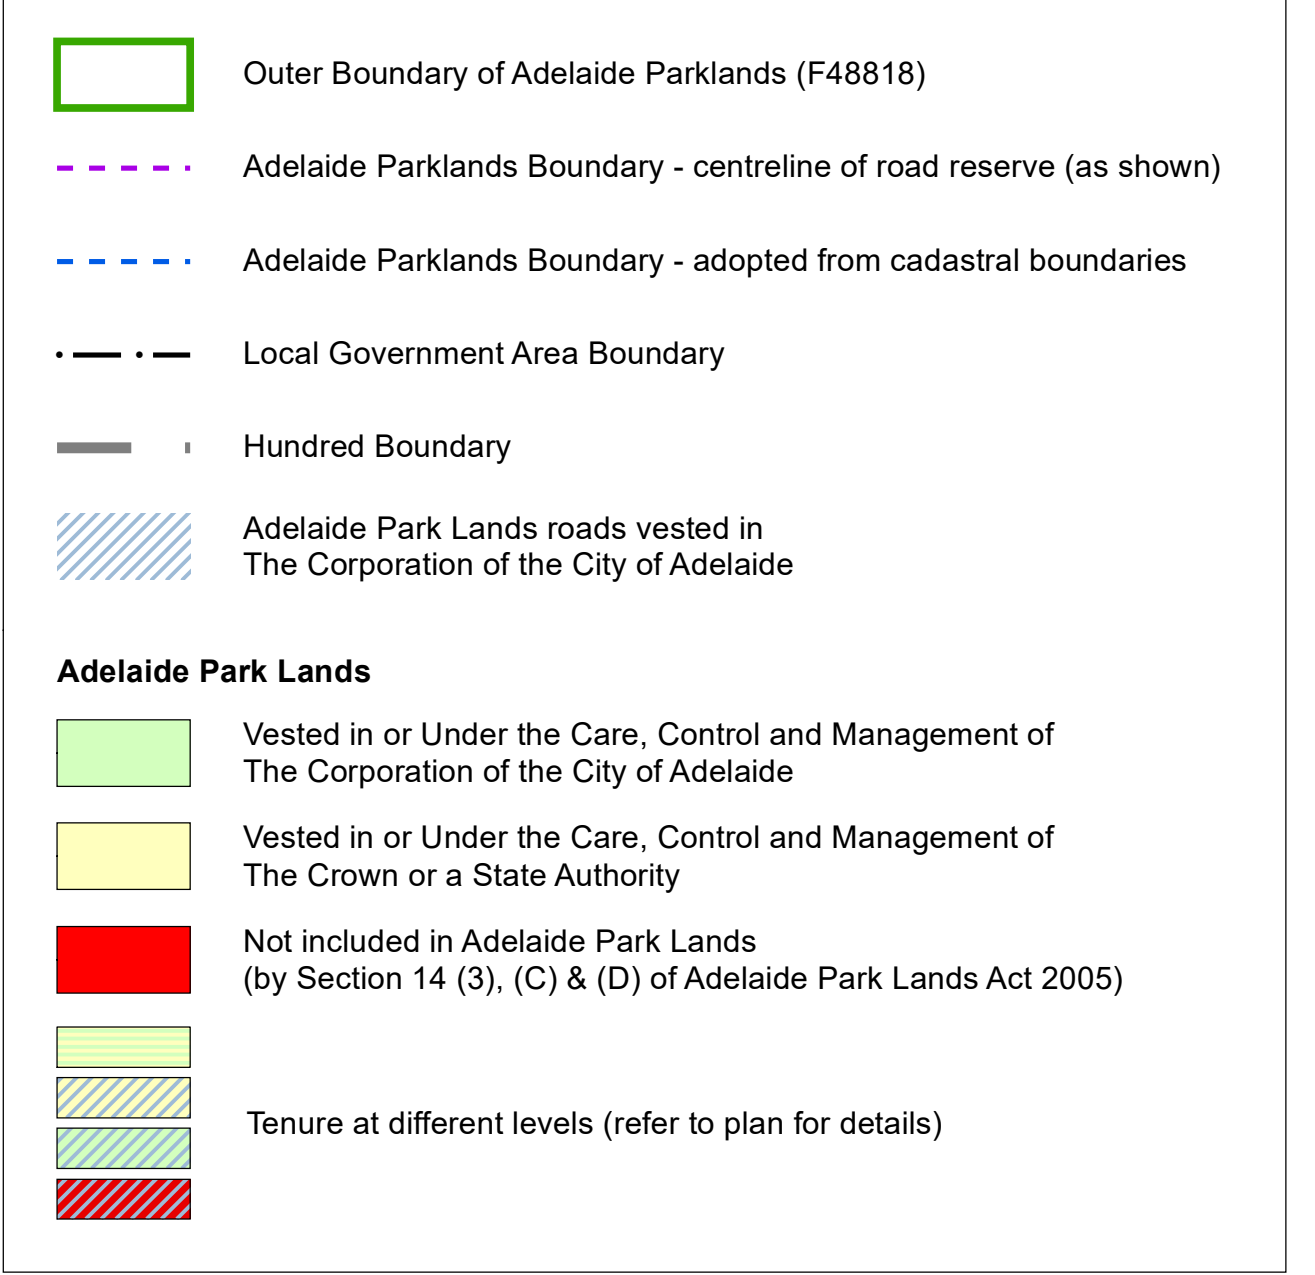 Outer Boundary of Adelaide Parklands (F48818)
Adelaide Parklands Boundary - centreline of road reserve (as shown)
Adelaide Parklands Boundary - adopted from cadastral boundaries
Local Government Area Boundary
Hundred Boundary
Adelaide Park Lands roads vested in
The Corporation of the City of Adelaide
Adelaide Park Lands
Vested in or Under the Care, Control and Management of
The Corporation of the City of Adelaide
Vested in or Under the Care, Control and Management of
The Crown or a State Authority
Not included in Adelaide Park Lands
(by Section 14 (3), (C) & (D) of Adelaide Park Lands Act 2005)
Tenure at different levels (refer to plan for details)